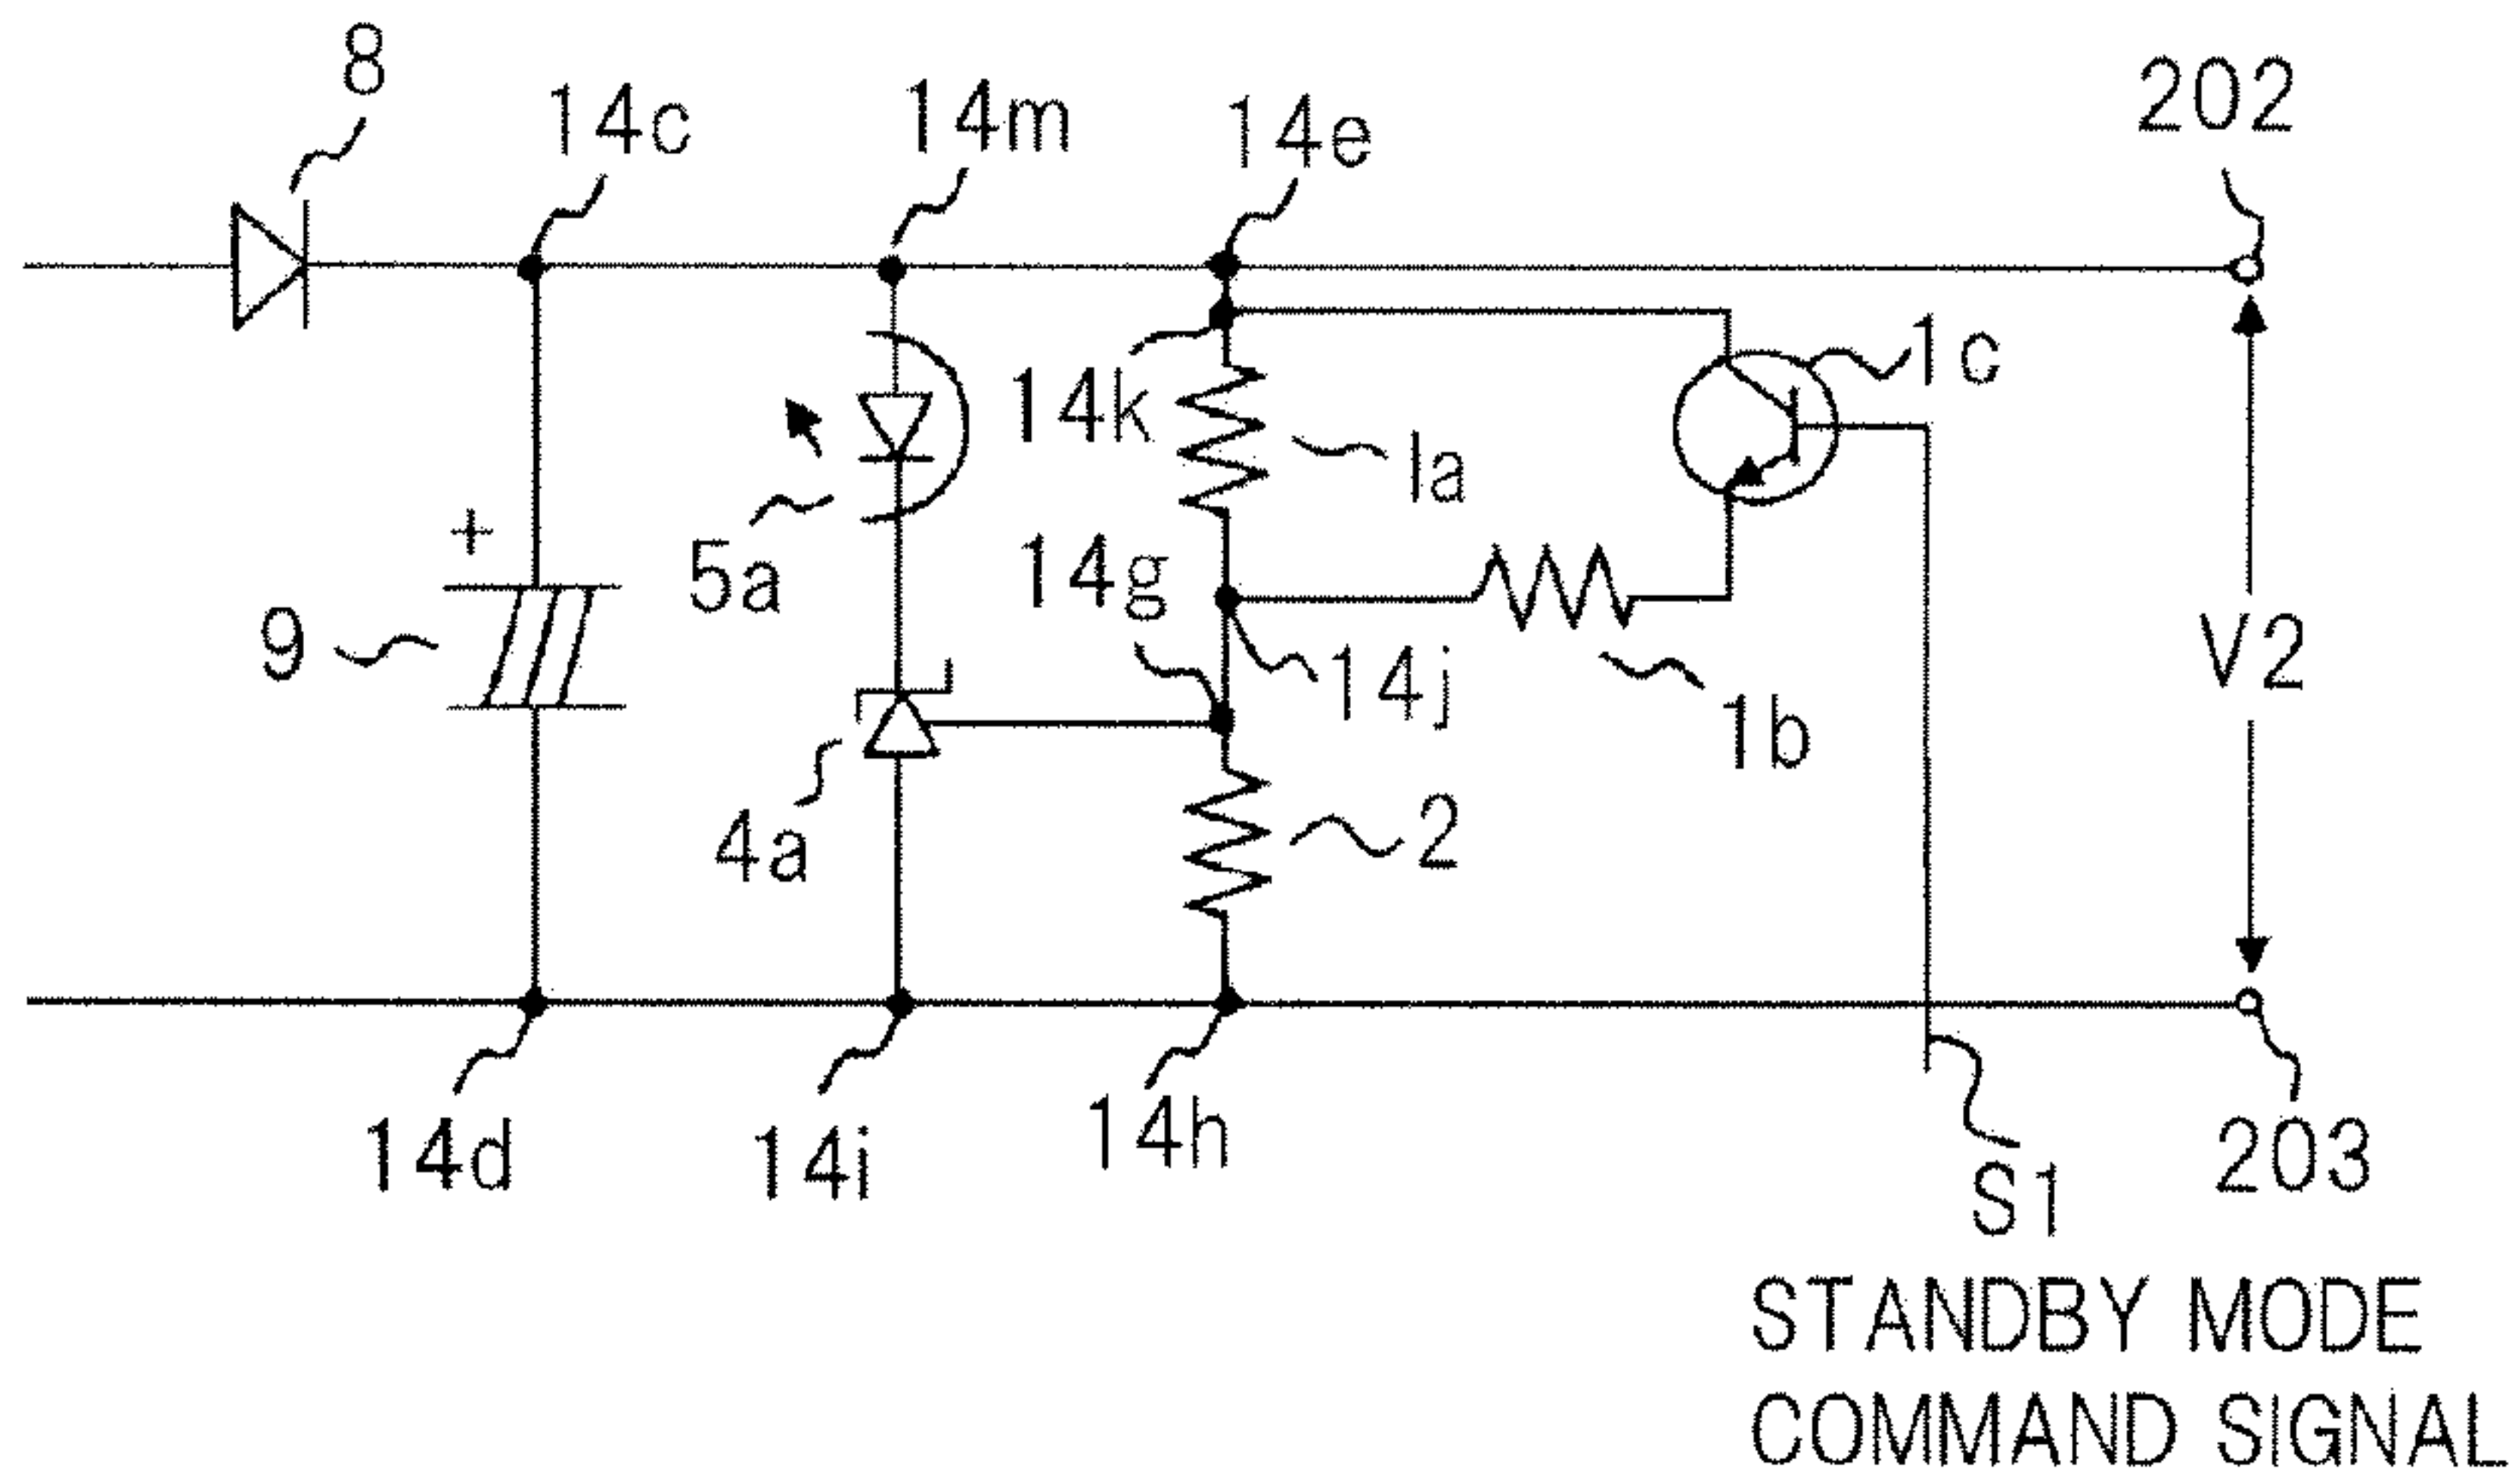 8
14c
14m
14e
202
14k
1c
1a
+
5a
14g
9
14j
V2
1b
4a
2
14d
14i
14h
S1
203
STANDBY MODE
COMMAND SIGNAL